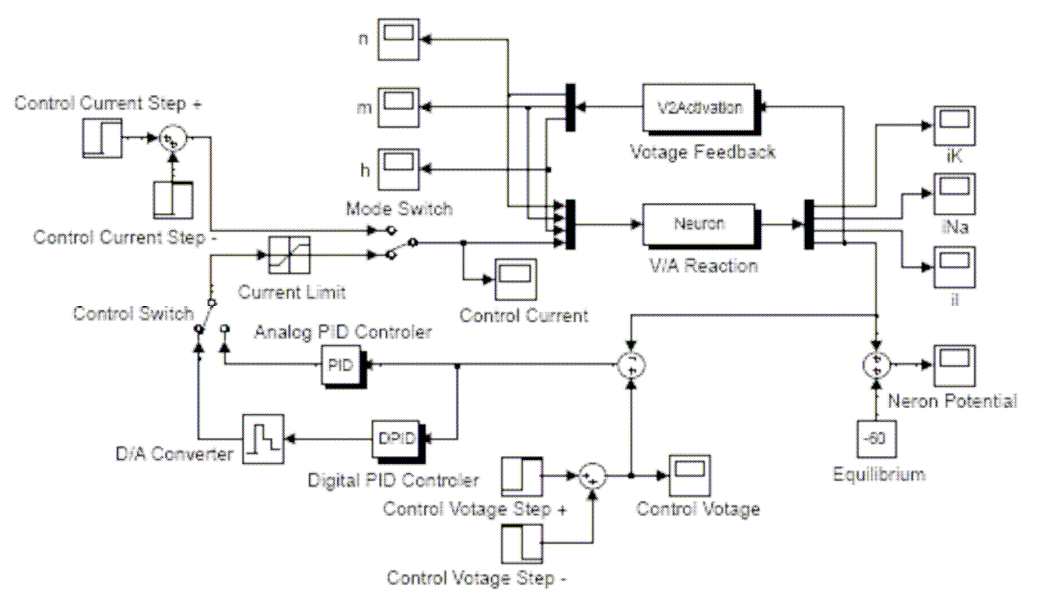 n
Control Current Step +
m
V2Activation
Votage Feedback
iK
h
Mode Switch
Neuron
V/A Reaction
iNa
Control Current Step -
Current Limit
Control Current
il
Control Switch
Analog PID Controler
PID
Neron Potential
D/A Converter
DPID
Digital PID Controler
-60
Equilibrium
Control Votage Step +
Control Votage
Control Votage Step -